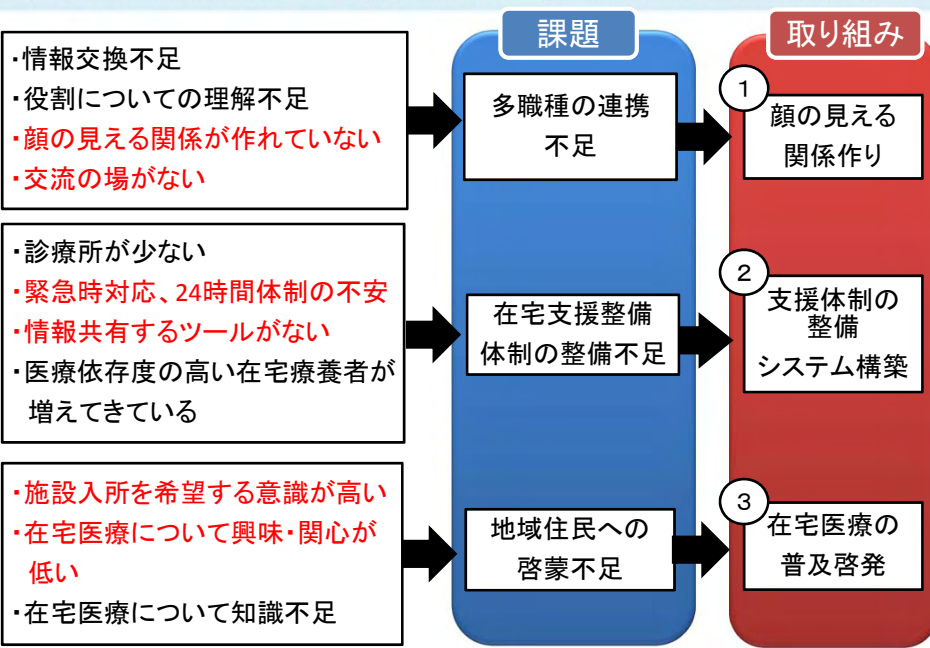 課題
取り組み
・情報交換不足
・役割についての理解不足
・顔の見える関係が作れていない
・交流の場がない
多職種の連携
不足
1
顔の見える
関係作り
・診療所が少ない
・緊急時対応、24時間体制の不安
・情報共有するツールがない
・医療依存度の高い在宅療養者が
増えてきている
在宅支援整備
体制の整備不足
2
支援体制の
整備
システム構築
・施設入所を希望する意識が高い
・在宅医療について興味・関心が
低い
・在宅医療について知識不足
地域住民への
啓蒙不足
3
在宅医療の
普及啓発